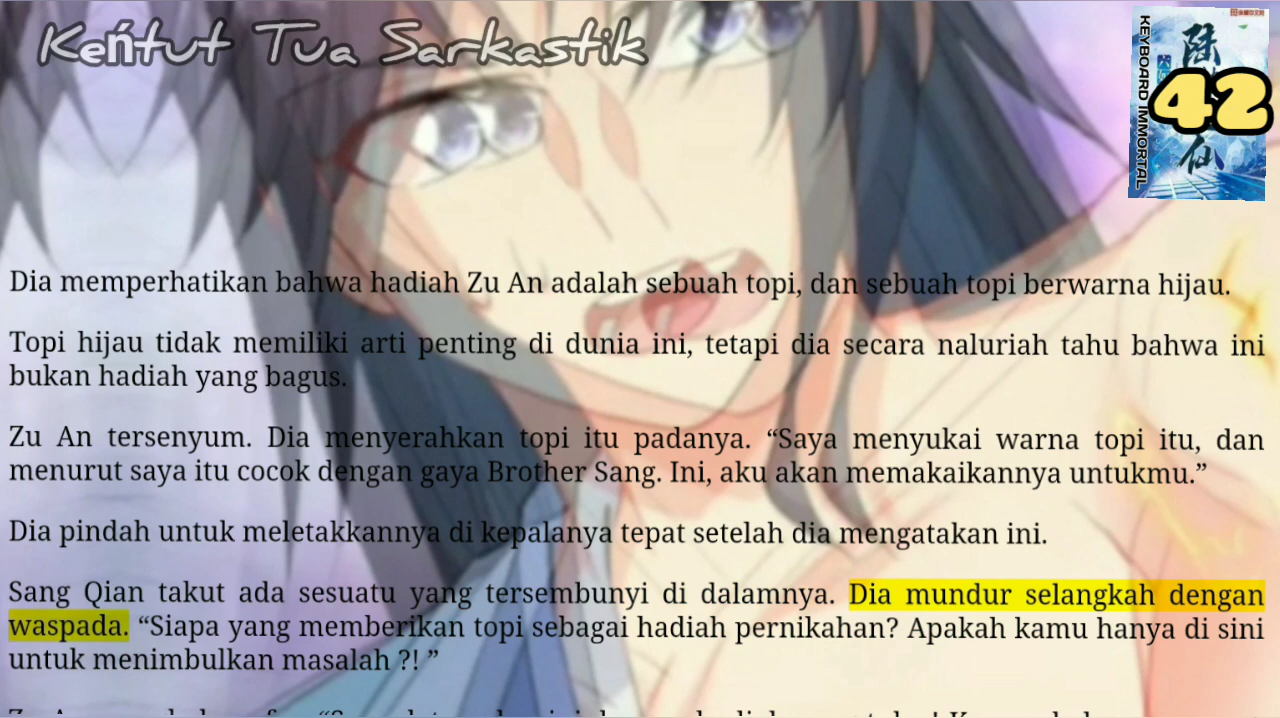 Kentut Tua Sarkastik
KEYBOARD IMMORTAL
42
Dia memperhatikan bahwa hadiah Zu An adalah sebuah topi, dan sebuah topi berwarna hijau.
Topi hijau tidak memiliki arti penting di dunia ini, tetapi dia secara naluriah tahu bahwa ini
bukan hadiah yang bagus.
Zu An tersenyum. Dia menyerahkan topi itu padanya. “Saya menyukai warna topi itu, dan
menurut saya itu cocok dengan gaya Brother Sang. Ini, aku akan memakaikannya untukmu.”
Dia pindah untuk meletakkannya di kepalanya tepat setelah dia mengatakan ini.
Sang Qian takut ada sesuatu yang tersembunyi di dalamnya. Dia mundur selangkah dengan
waspada. “Siapa yang memberikan topi sebagai hadiah pernikahan? Apakah kamu hanya di sini
untuk menimbulkan masalah ?! ”